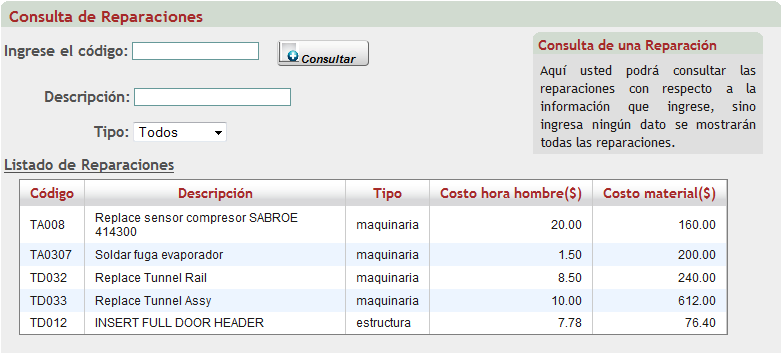 Consulta de Reparaciones
Ingrese el código:
Consultar
Descripción:
Tipo: Todos
Consulta de una Reparación
Aquí usted podrá consultar las
reparaciones con respecto a la
información que ingrese, sino
ingresa ningún dato se mostrarán
todas las reparaciones.
Listado de Reparaciones
Código Descripción Tipo Costo hora hombre($) Costo material($)
TA008 Replace sensor compresor SABROE
414300 maquinaria 20.00 160.00
TA0307 Soldar fuga evaporador maquinaria 1.50 200.00
TD032 Replace Tunnel Rail maquinaria 8.50 240.00
TD033 Replace Tunnel Assy maquinaria 10.00 612.00
TD012 INSERT FULL DOOR HEADER estructura 7.78 76.40